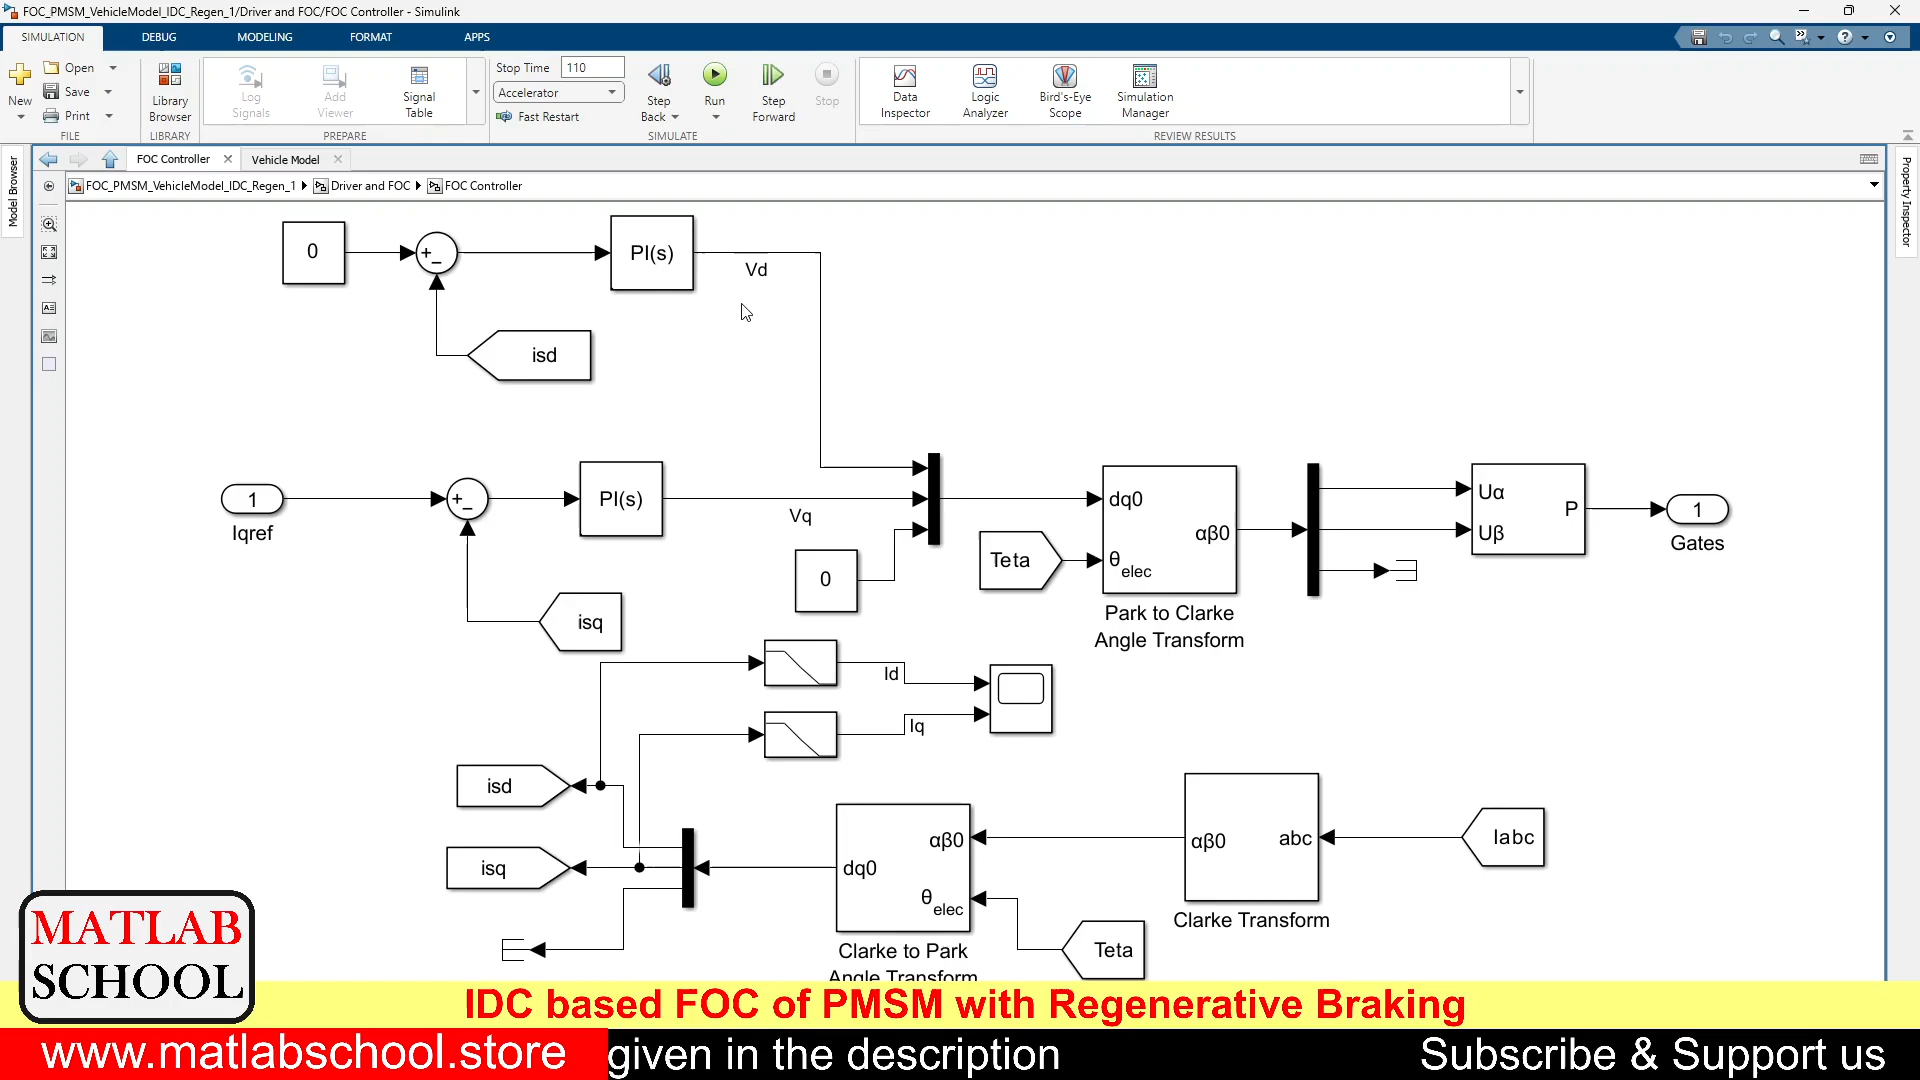 FOC_PMSM_VehicleModel_IDC_Regen_1/Driver and FOC/FOC Controller - Simulink
SIMULATION DEBUG MODELING FORMAT APPS
New
Open
Save
Print
FILE
Library
Browser
LIBRARY
Log
Signals
Add
Viewer
Signal
Table
PREPARE
Stop Time 110
Accelerator
Fast Restart
Step
Back
Run
Step
Forward
Stop
SIMULATE
Data
Inspector
Logic
Analyzer
Bird's-Eye
Scope
Simulation
Manager
REVIEW RESULTS
Model Browser
FOC Controller Vehicle Model
FOC_PMSM_VehicleModel_IDC_Regen_1 Driver and FOC FOC Controller
Property Inspector
0 +_ PI(s)
Vd
isd
1 +_ PI(s)
Iqref
Vq
isq
0
Teta
dq0
αβ0
θelec
Park to Clarke
Angle Transform
Uα
Uβ
P
1
Gates
Id
Iq
isd
isq
αβ0
dq0
θelec
Clarke to Park
Angle Transform
αβ0 abc
Clarke Transform
Iabc
Teta
MATLAB
SCHOOL
IDC based FOC of PMSM with Regenerative Braking
www.matlabschool.store given in the description Subscribe & Support us